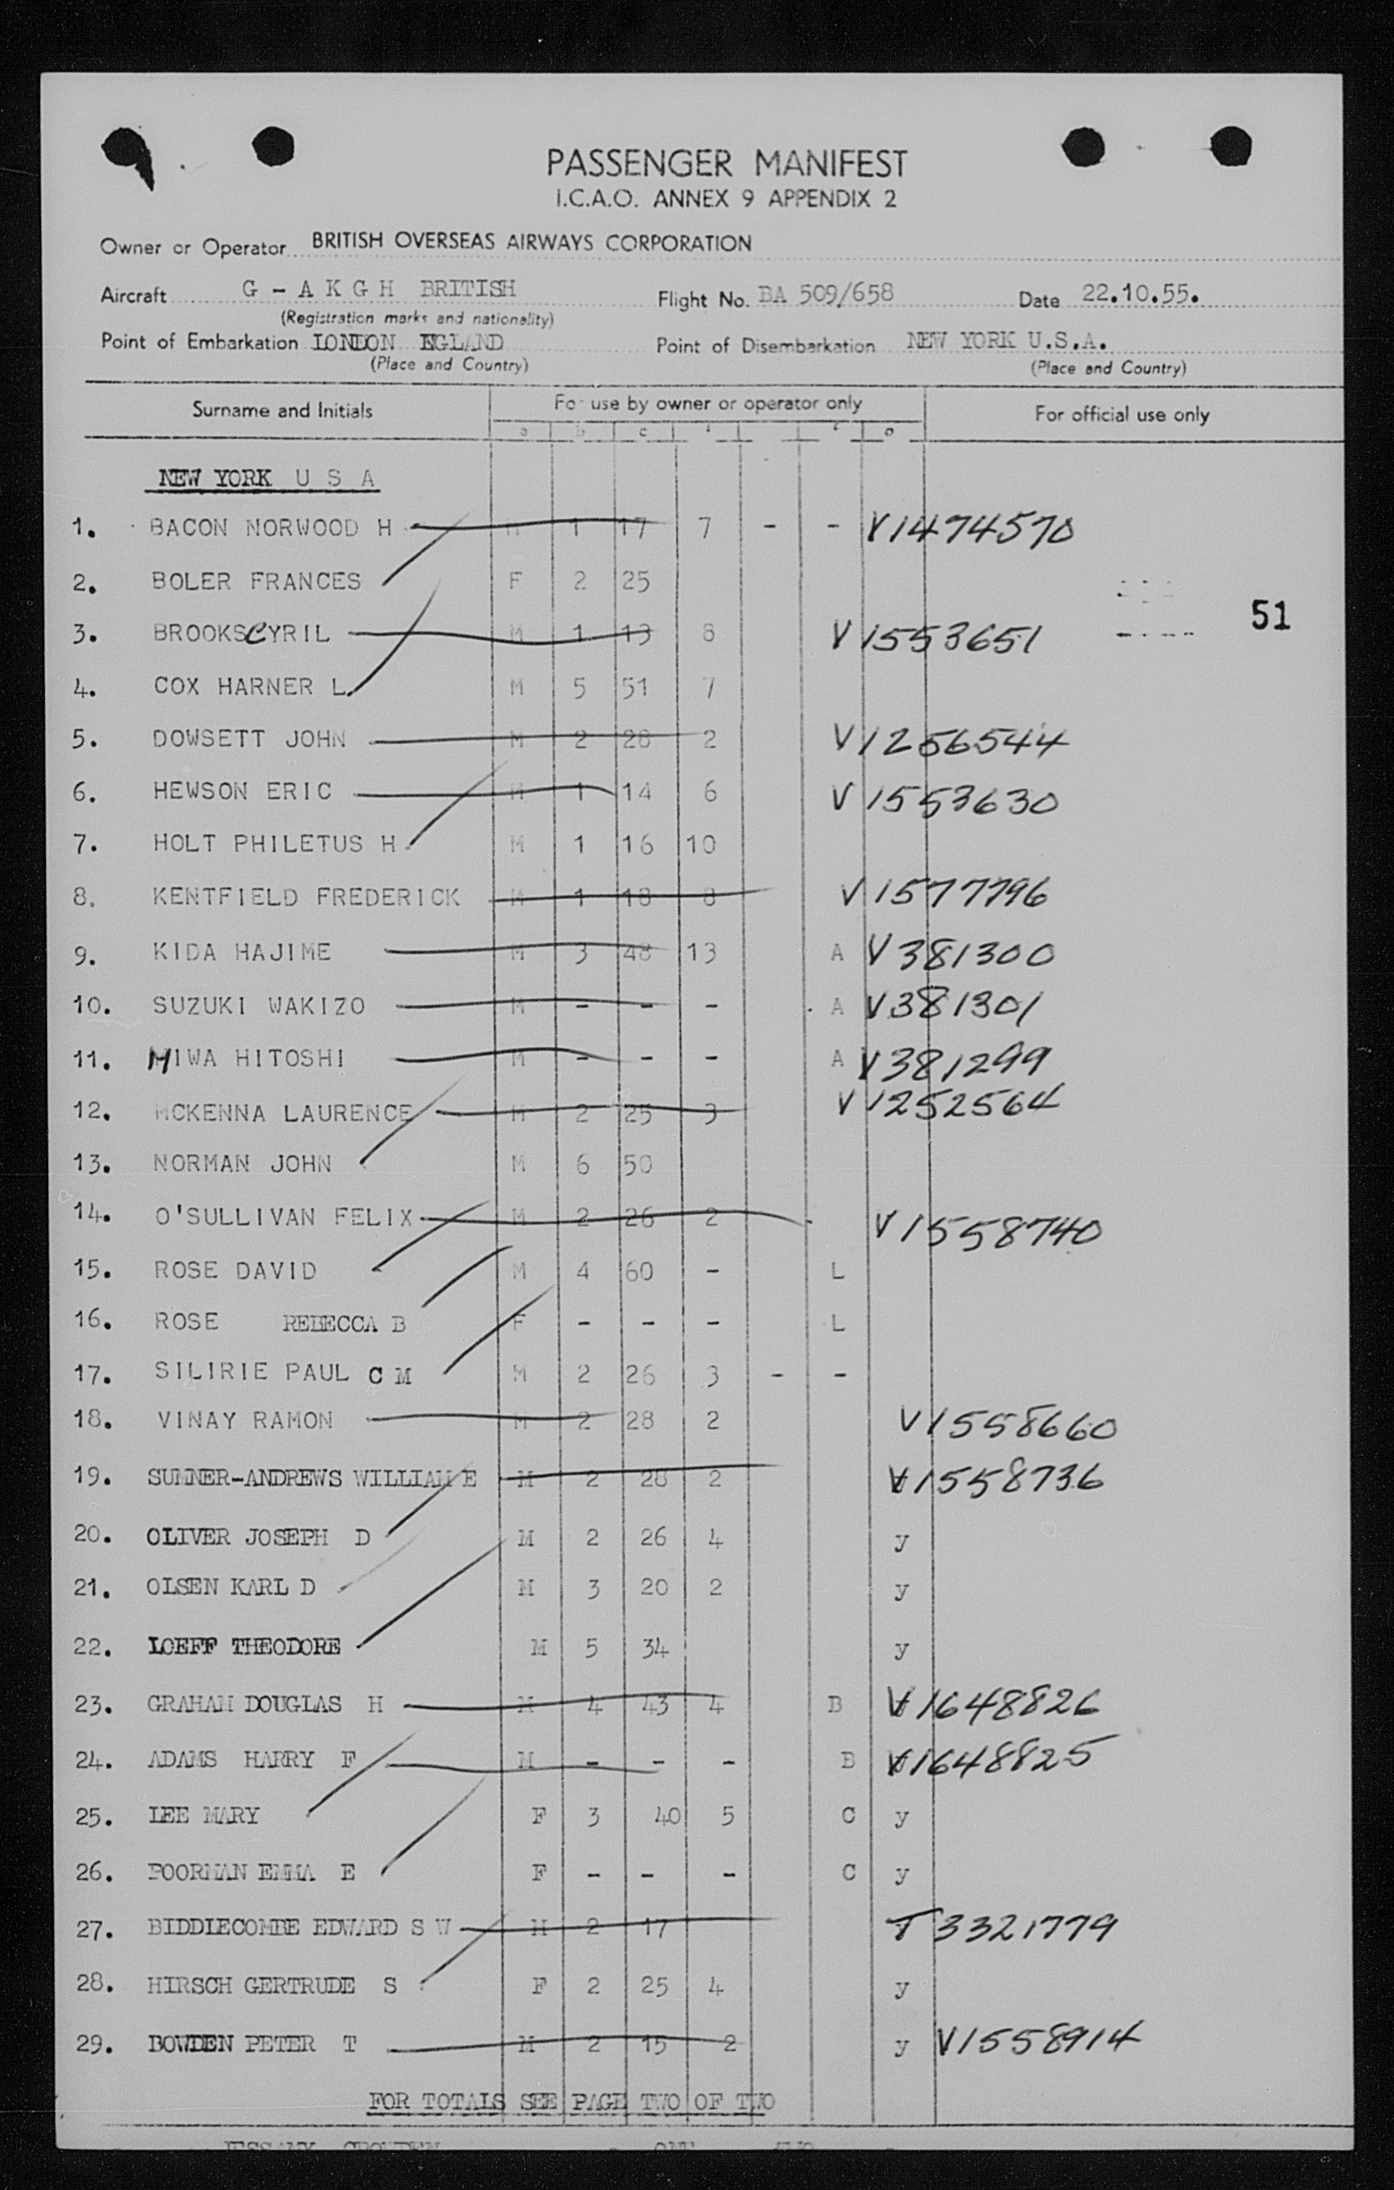 PASSENGER MANIFEST
I.C.A.O. ANNEX 9 APPENDIX 2
Owner or Operator BRITISH OVERSEAS AIRWAYS CORPORATION
Aircraft G - A K G H BRITISH Flight No. BA 509/658 Date 22.10.55.
(Registration marks and nationality)
Point of Embarkation LONDON EGLAND Point of Disembarkation NEW YORK U.S.A.
(Place and Country) (Place and Country)
Surname and Initials For use by owner or operator only For official use only
a b c
NEW YORK U S A
1. BACON NORWOOD H M 1 17 7 - - V1474570
2. BOLER FRANCES F 2 25
51
3. BROOKS CYRIL M 1 13 8 V1553651
4. COX HARNER L M 5 51 7
5. DOWSETT JOHN M 2 28 2 V1256544
6. HEWSON ERIC M 1 14 6 V1553630
7. HOLT PHILETUS H M 1 16 10
8. KENTFIELD FREDERICK M 1 18 8 V1577796
9. KIDA HAJIME M 3 48 13 A V381300
10. SUZUKI WAKIZO M - - - A V381301
11. MIWA HITOSHI M - - - A V381299
12. MCKENNA LAURENCE M 2 25 3 V1252564
13. NORMAN JOHN M 6 50
14. O'SULLIVAN FELIX M 2 26 2 V1558740
15. ROSE DAVID M 4 60 - L
16. ROSE REBECCA B F - - - L
17. SILIRIE PAUL C M M 2 26 3 - -
18. VINAY RAMON M 2 28 2 V1558660
19. SUMNER-ANDREWS WILLIAM E M 2 28 2 V1558736
20. OLIVER JOSEPH D M 2 26 4 y
21. OLSEN KARL D M 3 20 2 y
22. LOEFF THEODORE M 5 34 y
23. GRAHAM DOUGLAS H M 4 43 4 B V1648826
24. ADAMS HARRY F M - - - B V1648825
25. LEE MARY F 3 40 5 C y
26. POORMAN EMMA E F - - - C y
27. BIDDLECOMBE EDWARD S W M 2 17 T3321779
28. HIRSCH GERTRUDE S F 2 25 4 y
29. BOWDEN PETER T M 2 15 2 y V1558914
FOR TOTALS SEE PAGE TWO OF TWO